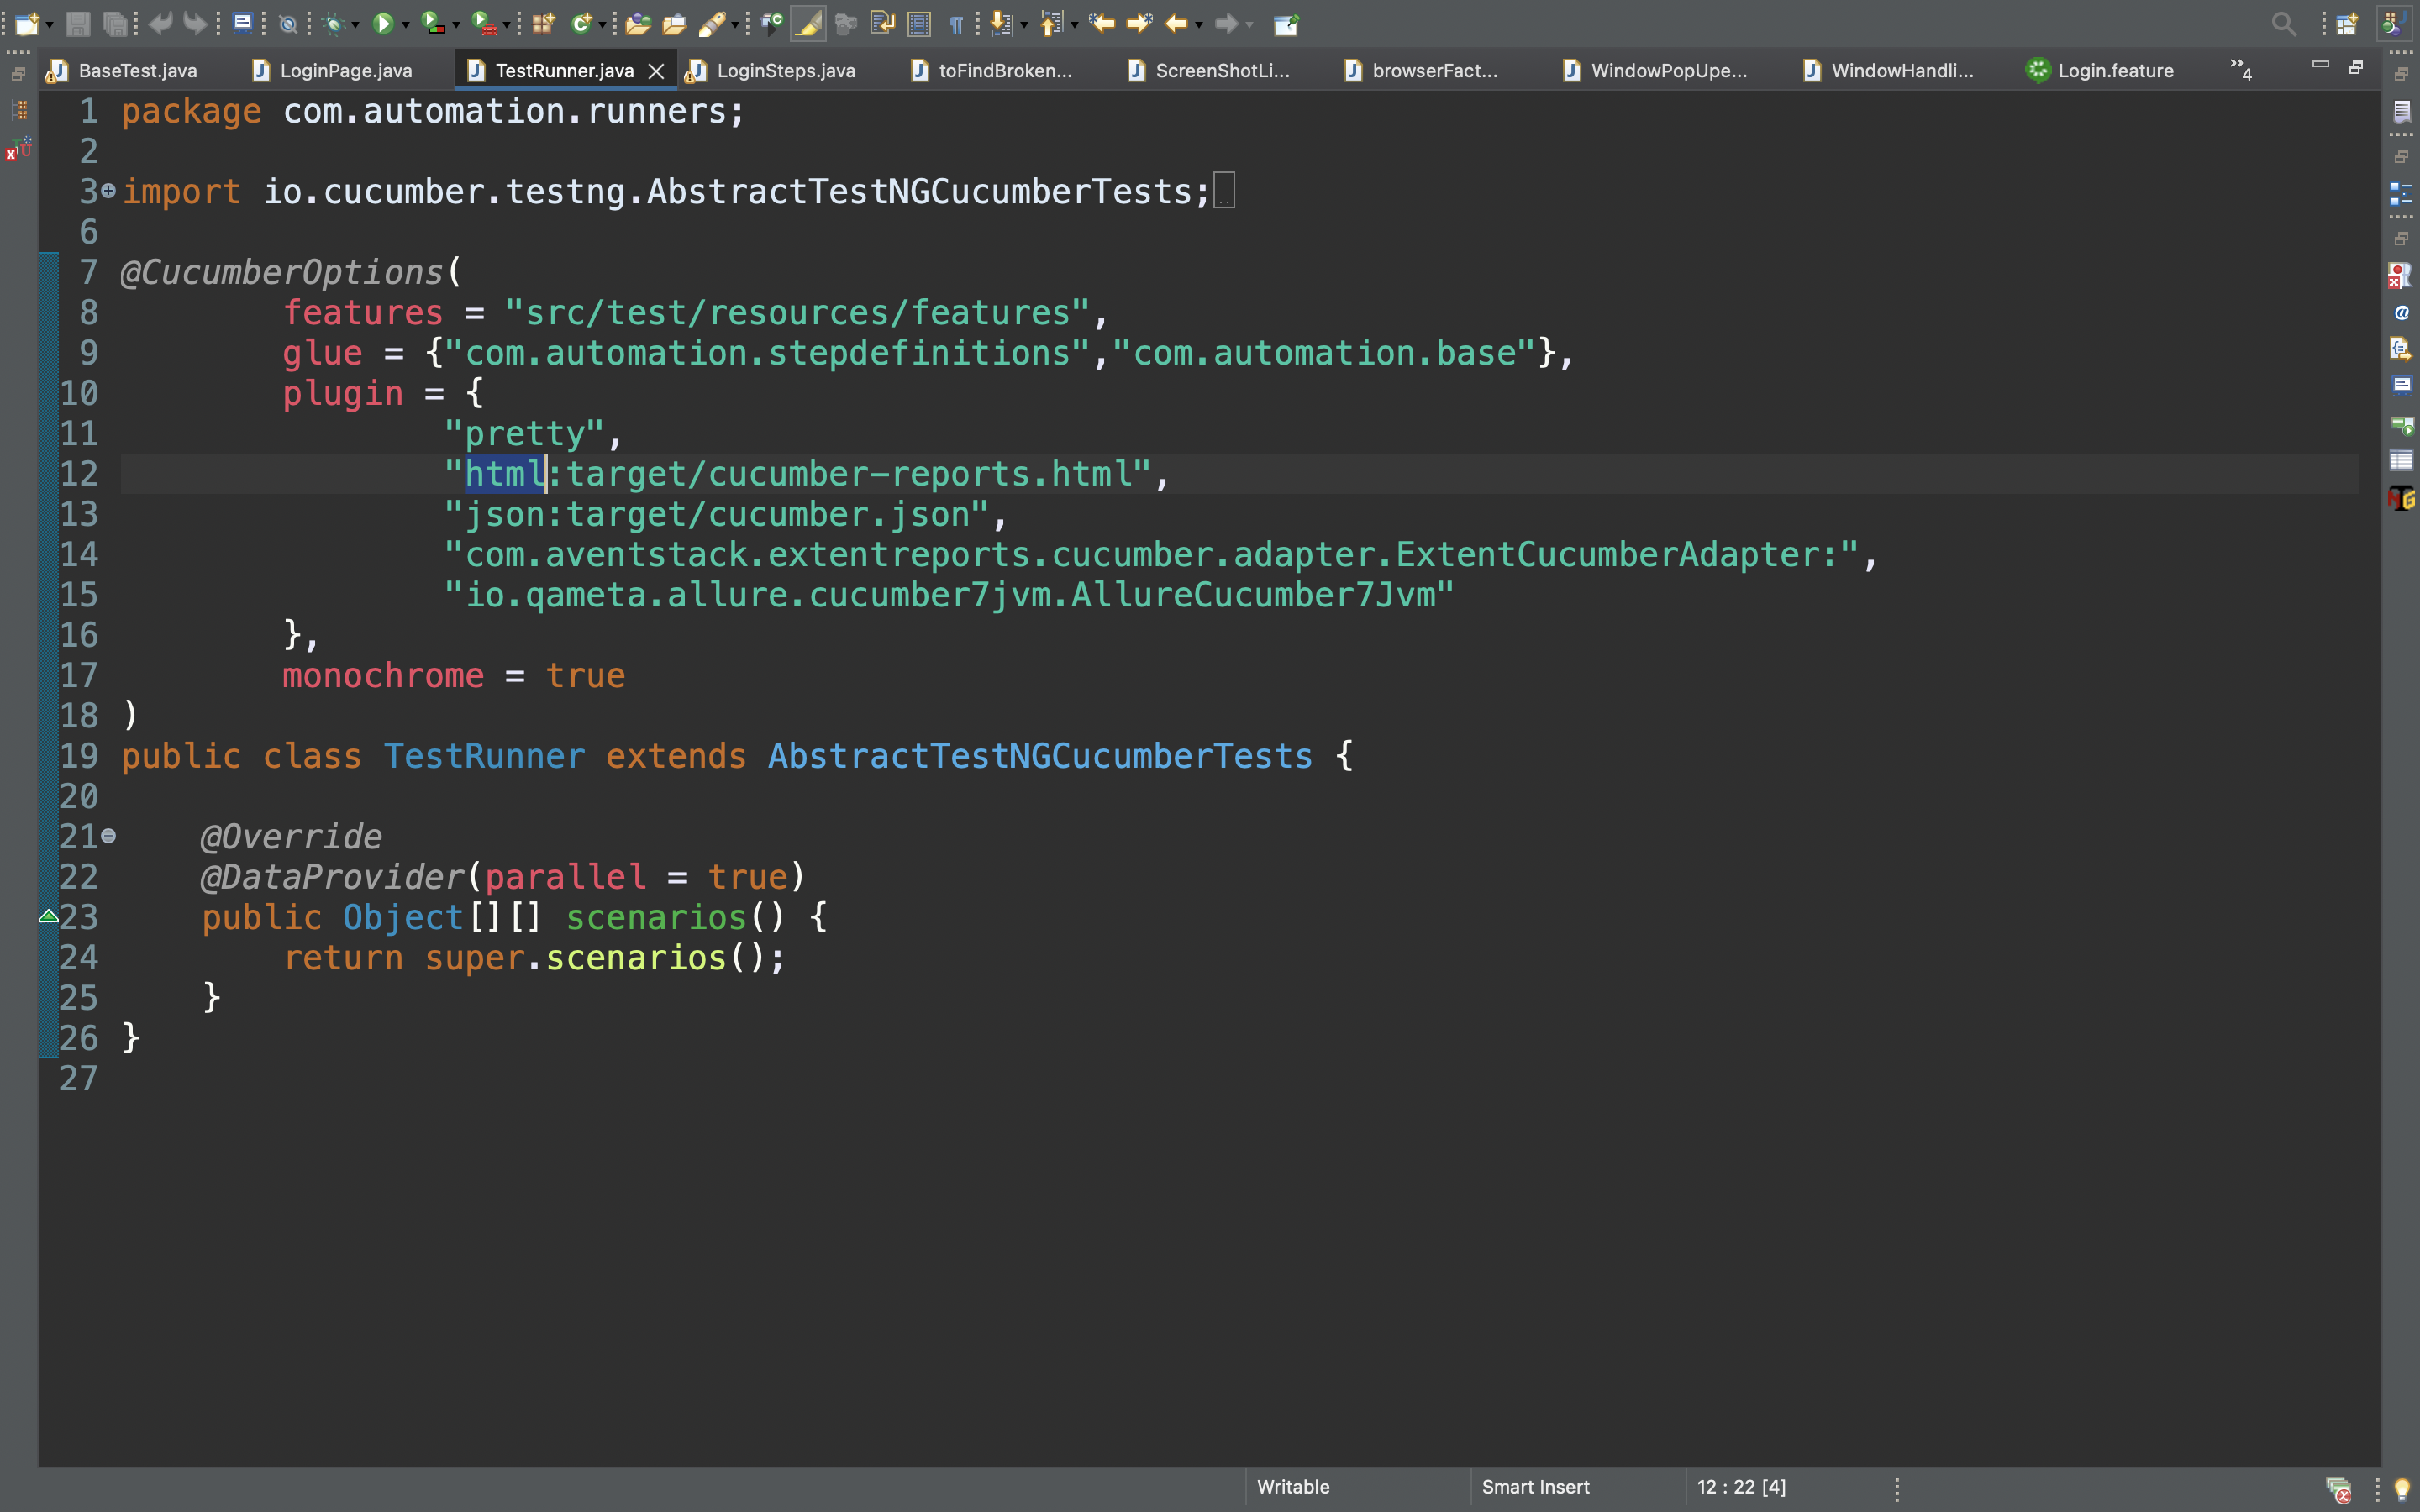 BaseTest.java LoginPage.java TestRunner.java LoginSteps.java toFindBroken... ScreenShotLi... browserFact... WindowPopUpe... WindowHandli... Login.feature »4
1 package com.automation.runners;
2
3 import io.cucumber.testng.AbstractTestNGCucumberTests;
6
7 @CucumberOptions(
8 features = "src/test/resources/features",
9 glue = {"com.automation.stepdefinitions","com.automation.base"},
10 plugin = {
11 "pretty",
12 "html:target/cucumber-reports.html",
13 "json:target/cucumber.json",
14 "com.aventstack.extentreports.cucumber.adapter.ExtentCucumberAdapter:",
15 "io.qameta.allure.cucumber7jvm.AllureCucumber7Jvm"
16 },
17 monochrome = true
18 )
19 public class TestRunner extends AbstractTestNGCucumberTests {
20
21 @Override
22 @DataProvider(parallel = true)
23 public Object[][] scenarios() {
24 return super.scenarios();
25 }
26 }
27
Writable Smart Insert 12 : 22 [4]